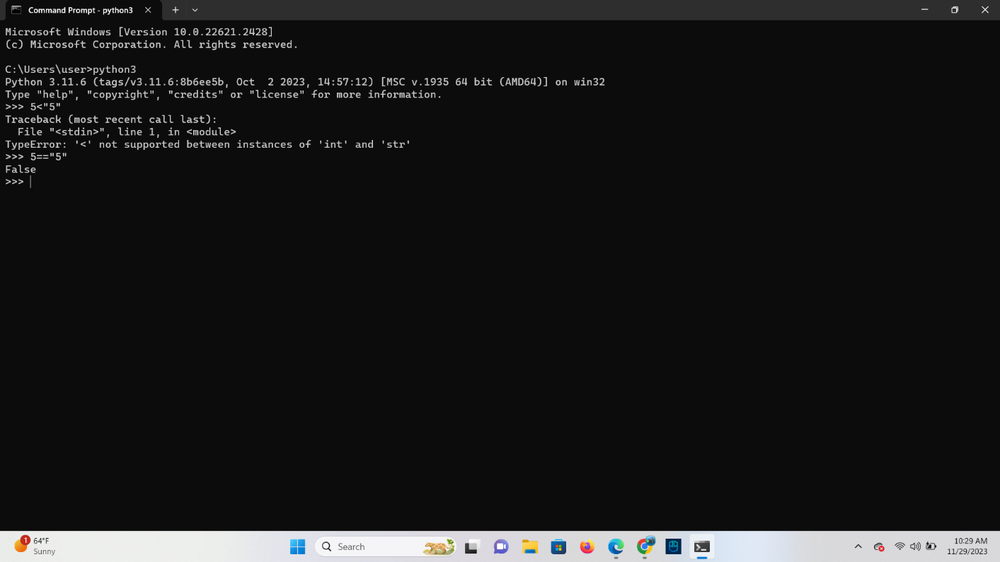 Command Prompt - python3
Microsoft Windows [Version 10.0.22621.2428]
(c) Microsoft Corporation. All rights reserved.
C:\Users\user>python3
Python 3.11.6 (tags/v3.11.6:8b6ee5b, Oct  2 2023, 14:57:12) [MSC v.1935 64 bit (AMD64)] on win32
Type "help", "copyright", "credits" or "license" for more information.
>>> 5<"5"
Traceback (most recent call last):
  File "<stdin>", line 1, in <module>
TypeError: '<' not supported between instances of 'int' and 'str'
>>> 5=="5"
False
>>>
1
64°F
Sunny
Search
10:29 AM
11/29/2023